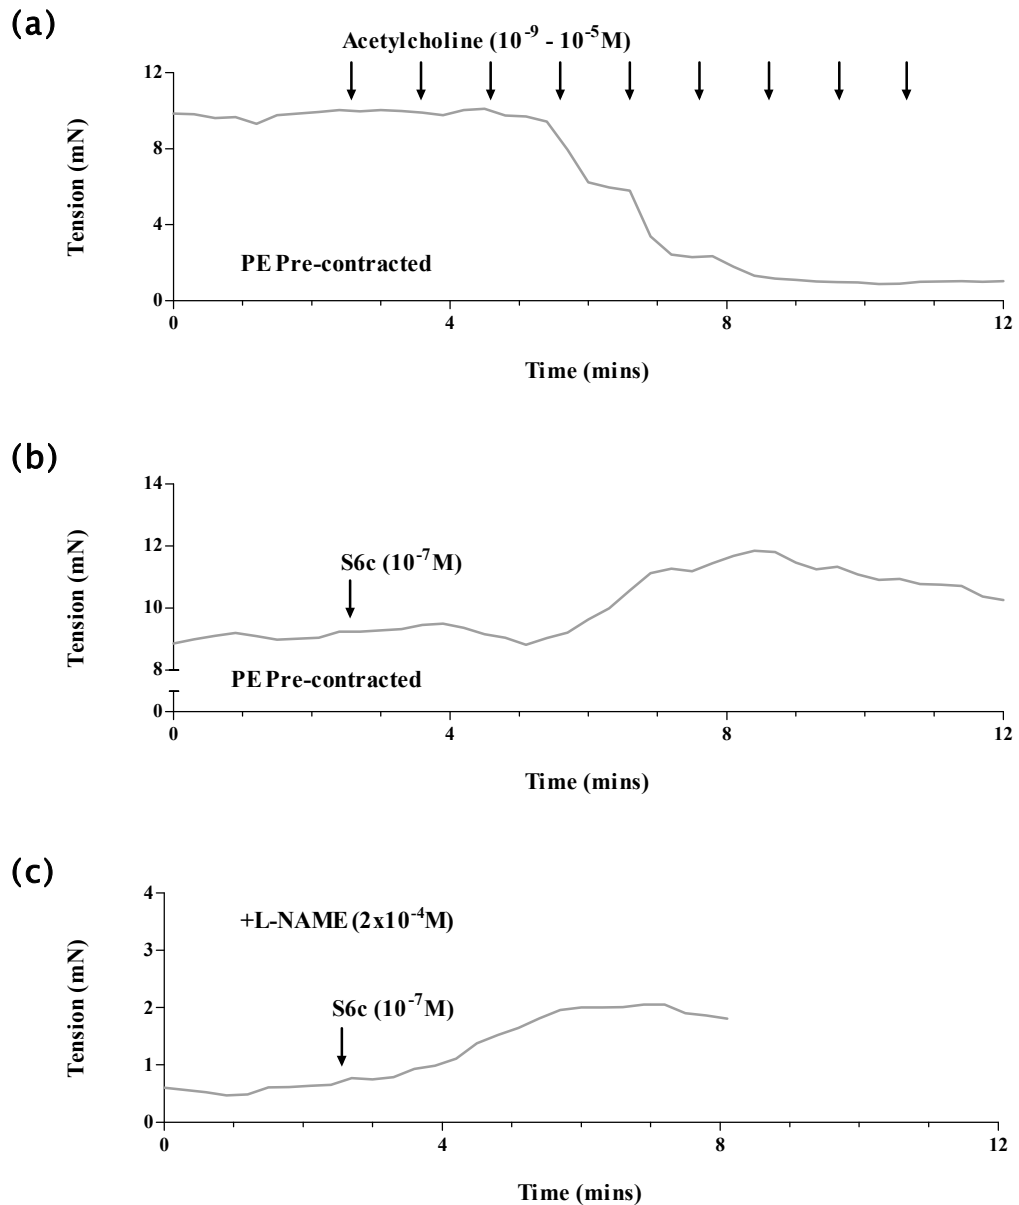 (a)
Acetylcholine (10⁻⁹ - 10⁻⁵M)
12
8
4
0
Tension (mN)
PE Pre-contracted
0 4 8 12
Time (mins)
(b)
14
12
10
8
0
Tension (mN)
S6c (10⁻⁷M)
PE Pre-contracted
0 4 8 12
Time (mins)
(c)
4
3
2
1
0
Tension (mN)
+L-NAME (2x10⁻⁴M)
S6c (10⁻⁷M)
0 4 8 12
Time (mins)